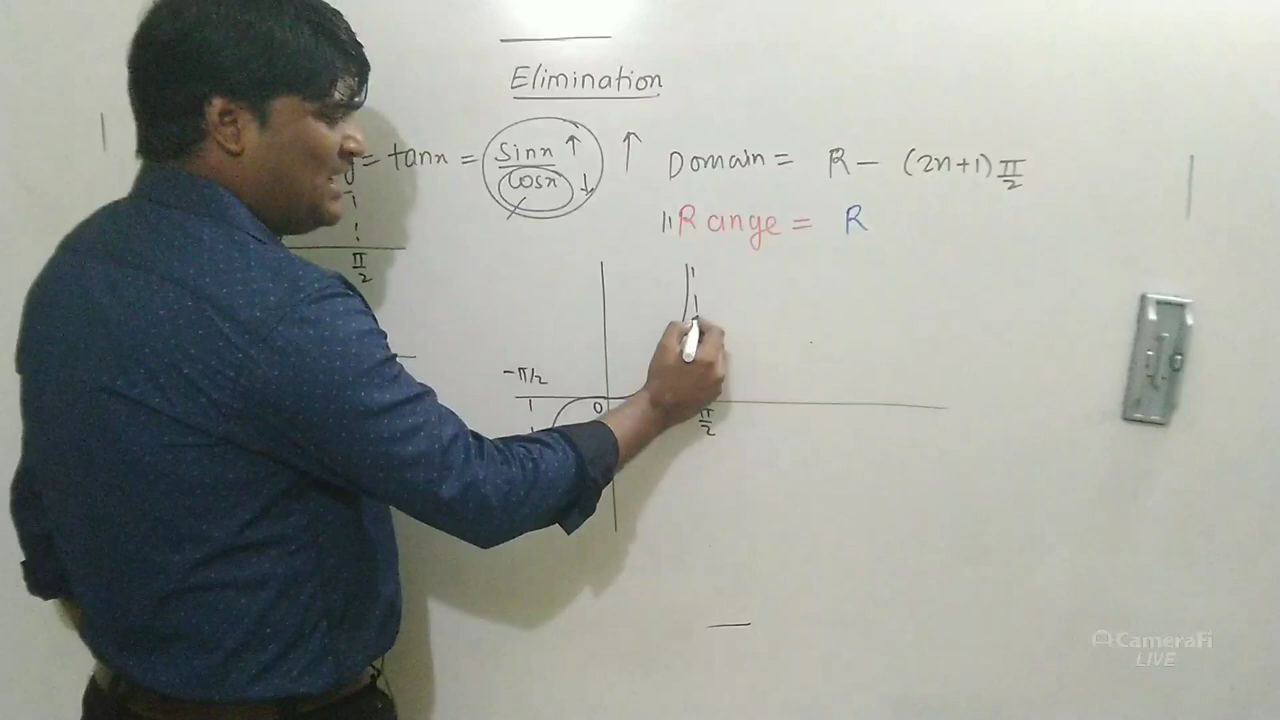 Elimination
y = tanx = sinx ↑ / cosx ↓ ↑ Domain = R - (2n+1) π/2
Range = R
π/2
-π/2
0
π/2
CameraFi
LIVE